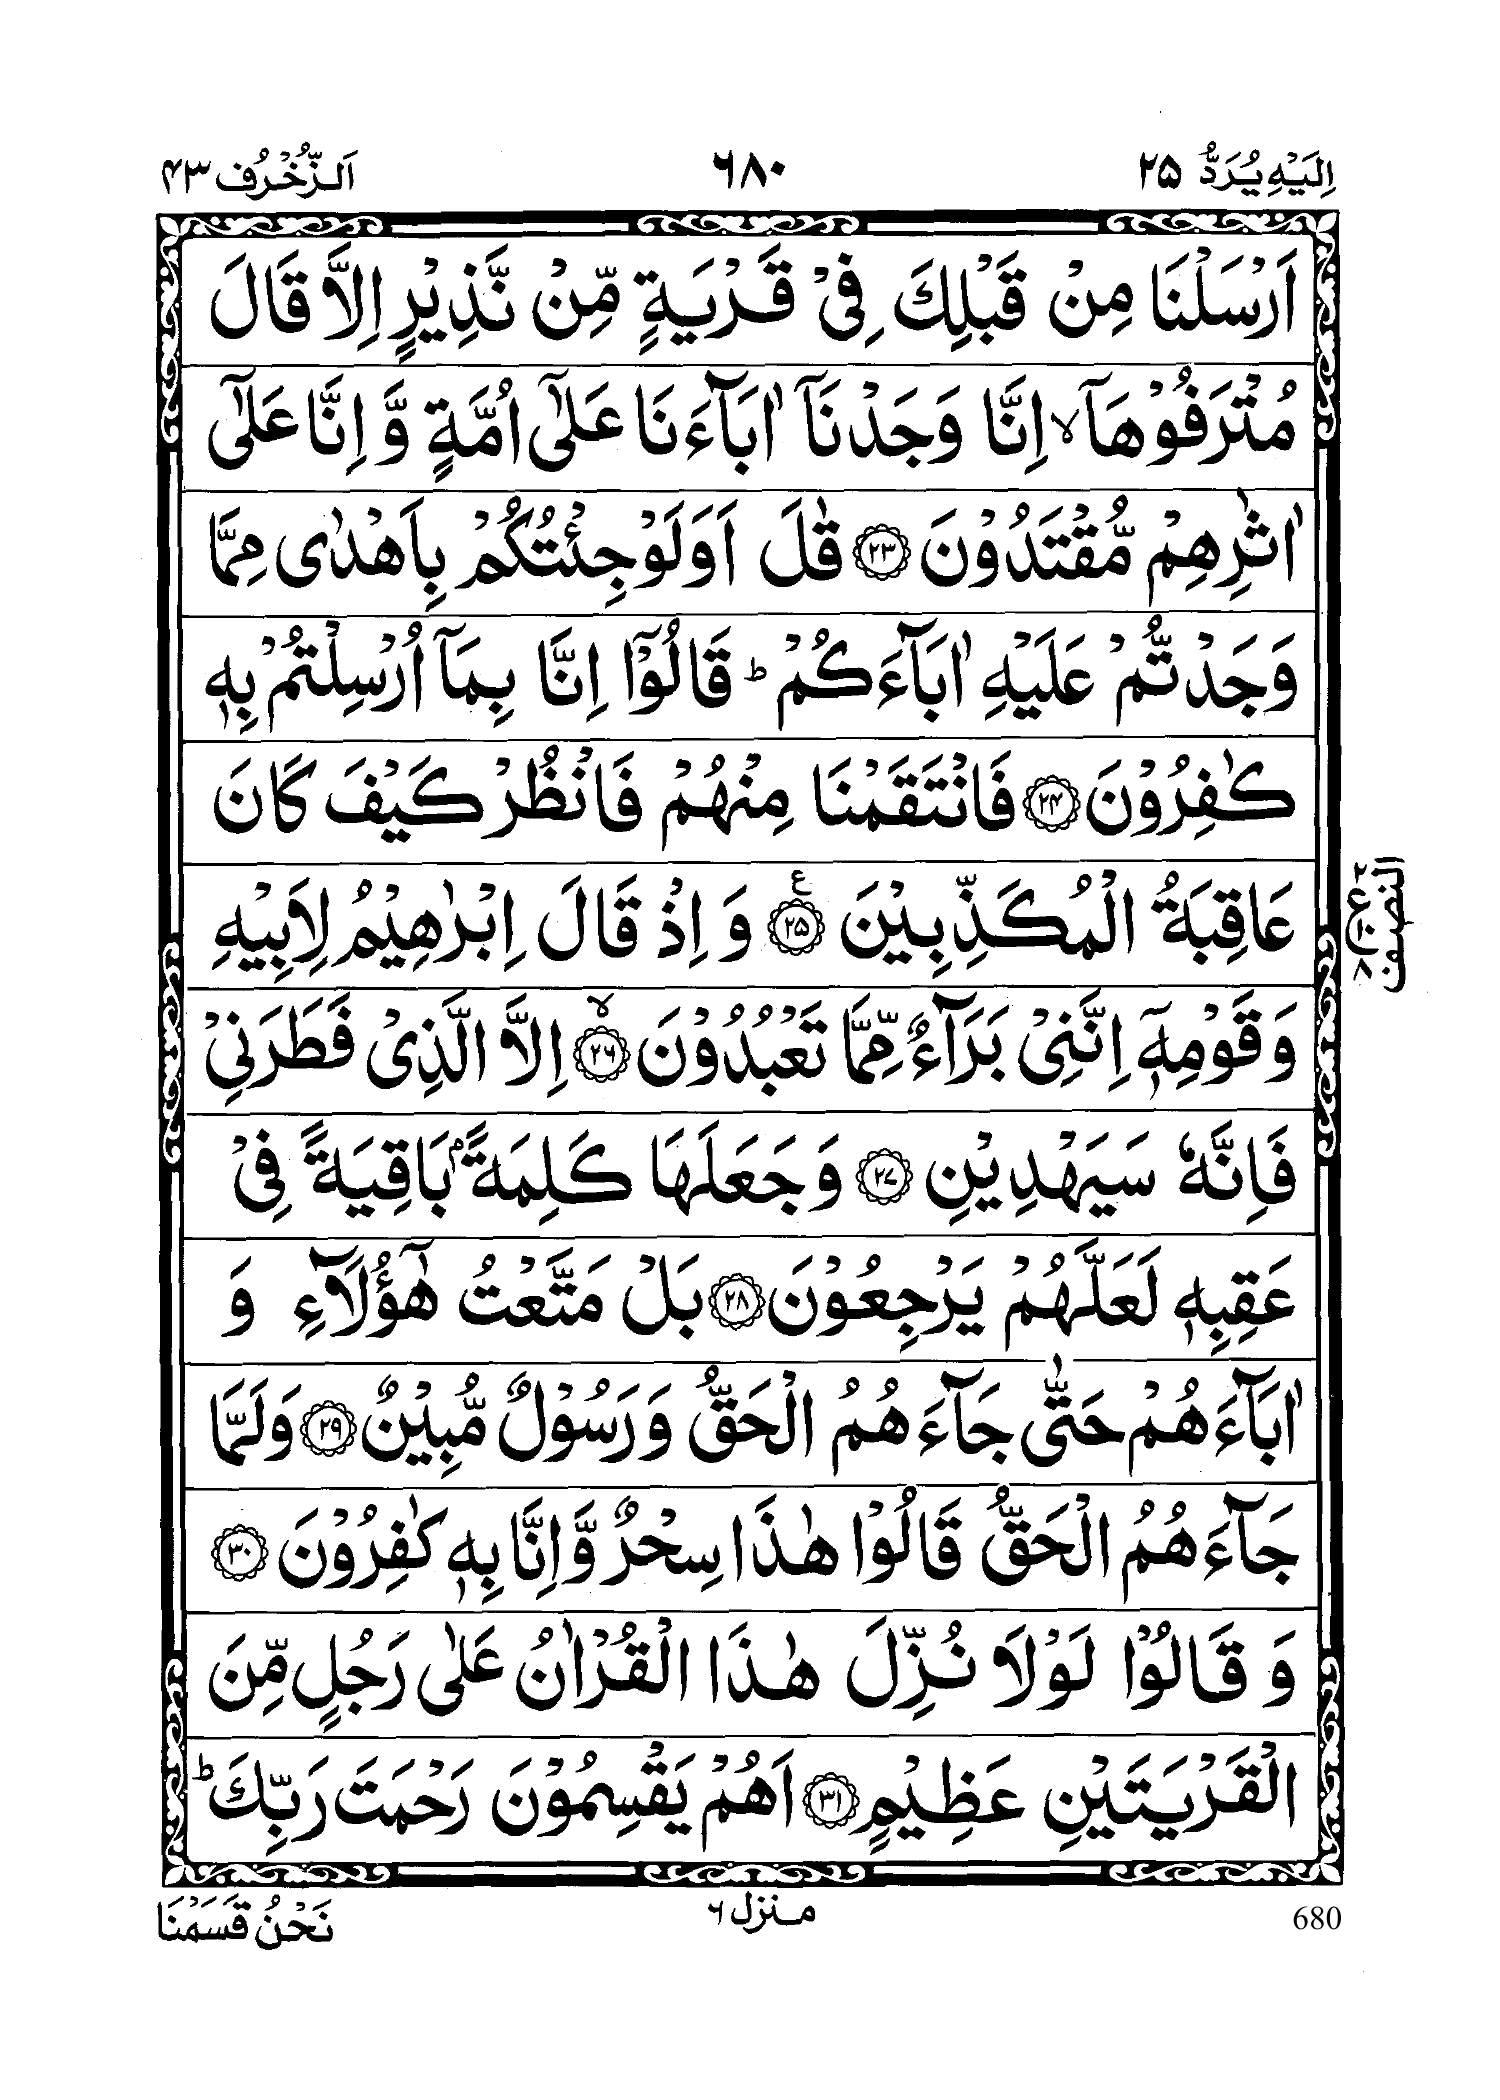 اِلَيْهِ يُرَدُّ ۲۵
۶۸۰
اَلزُّخْرُف ۴۳
اَرْسَلْنَا مِنْ قَبْلِكَ فِیْ قَرْيَةٍ مِّنْ نَّذِيْرٍ اِلَّا قَالَ
مُتْرَفُوْهَاۤ ۙ اِنَّا وَجَدْنَاۤ اٰبَآءَنَا عَلٰۤی اُمَّةٍ وَّ اِنَّا عَلٰۤی
اٰثٰرِهِمْ مُّقْتَدُوْنَ ﴿۲۳﴾ قٰلَ اَوَلَوْ جِئْتُكُمْ بِاَهْدٰی مِمَّا
وَجَدْتُّمْ عَلَيْهِ اٰبَآءَكُمْ ؕ قَالُوْۤا اِنَّا بِمَاۤ اُرْسِلْتُمْ بِهٖ
كٰفِرُوْنَ ﴿۲۴﴾ فَانْتَقَمْنَا مِنْهُمْ فَانْظُرْ كَيْفَ كَانَ
عَاقِبَةُ الْمُكَذِّبِيْنَ ﴿۲۵﴾ ع وَ اِذْ قَالَ اِبْرٰهِيْمُ لِاَبِيْهِ
وَ قَوْمِهٖۤ اِنَّنِیْ بَرَآءٌ مِّمَّا تَعْبُدُوْنَ ﴿۲۶﴾ ۙ اِلَّا الَّذِیْ فَطَرَنِیْ
فَاِنَّهٗ سَيَهْدِيْنِ ﴿۲۷﴾ وَ جَعَلَهَا كَلِمَةًۢ بَاقِيَةً فِیْ
عَقِبِهٖ لَعَلَّهُمْ يَرْجِعُوْنَ ﴿۲۸﴾ بَلْ مَتَّعْتُ هٰۤؤُلَآءِ وَ
اٰبَآءَهُمْ حَتّٰی جَآءَهُمُ الْحَقُّ وَ رَسُوْلٌ مُّبِيْنٌ ﴿۲۹﴾ وَ لَمَّا
جَآءَهُمُ الْحَقُّ قَالُوْا هٰذَا سِحْرٌ وَّ اِنَّا بِهٖ كٰفِرُوْنَ ﴿۳۰﴾
وَ قَالُوْا لَوْلَا نُزِّلَ هٰذَا الْقُرْاٰنُ عَلٰی رَجُلٍ مِّنَ
الْقَرْيَتَيْنِ عَظِيْمٍ ﴿۳۱﴾ اَهُمْ يَقْسِمُوْنَ رَحْمَتَ رَبِّكَ ؕ
النصف
ع
680
منزل ۶
نَحْنُ قَسَمْنَا